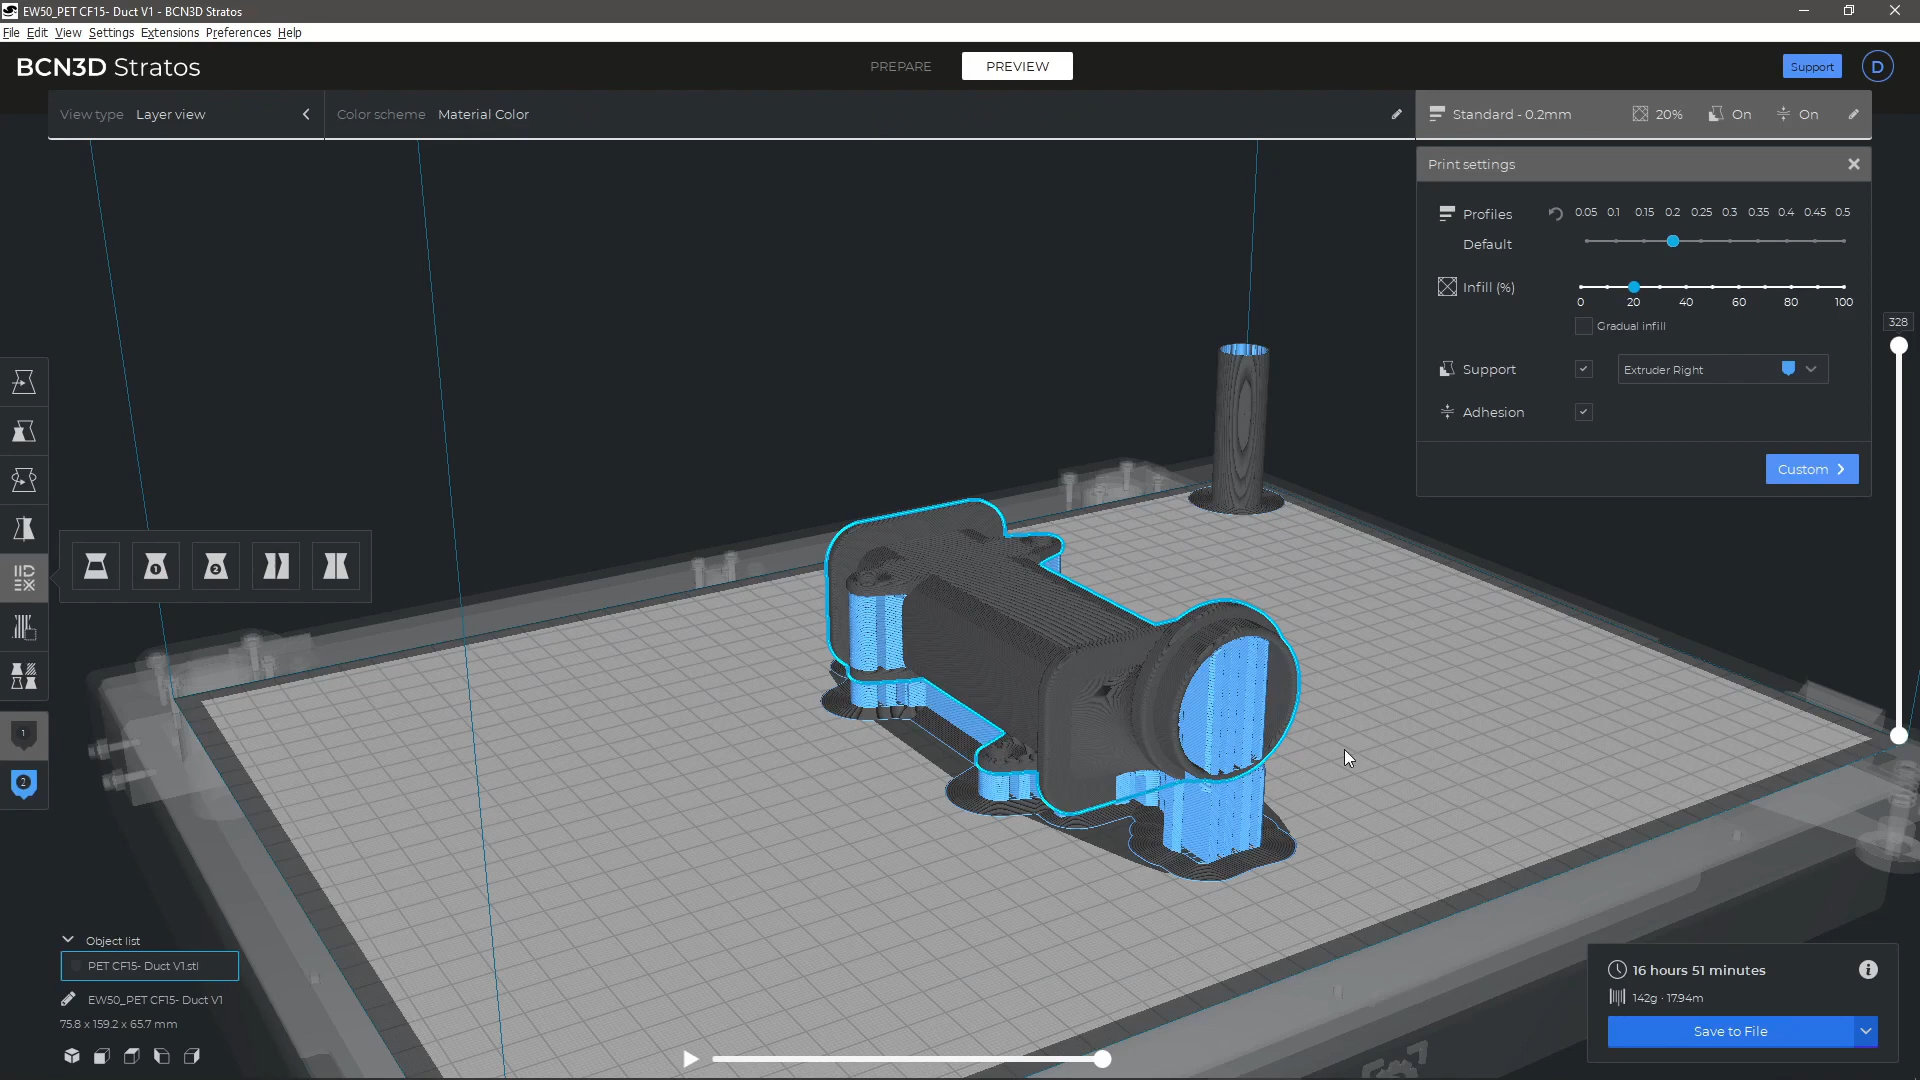 EW50_PET CF15- Duct V1 - BCN3D Stratos
File Edit View Settings Extensions Preferences Help
BCN3D Stratos
PREPARE
PREVIEW
Support
D
View type Layer view
Color scheme Material Color
Standard - 0.2mm
20%
On
On
Print settings
Profiles
0.05 0.1 0.15 0.2 0.25 0.3 0.35 0.4 0.45 0.5
Default
Infill (%)
0 20 40 60 80 100
Gradual infill
328
Support
Extruder Right
Adhesion
Custom
1
2
1
2
Object list
PET CF15- Duct V1.stl
EW50_PET CF15- Duct V1
75.8 x 159.2 x 65.7 mm
16 hours 51 minutes
142g · 17.94m
Save to File